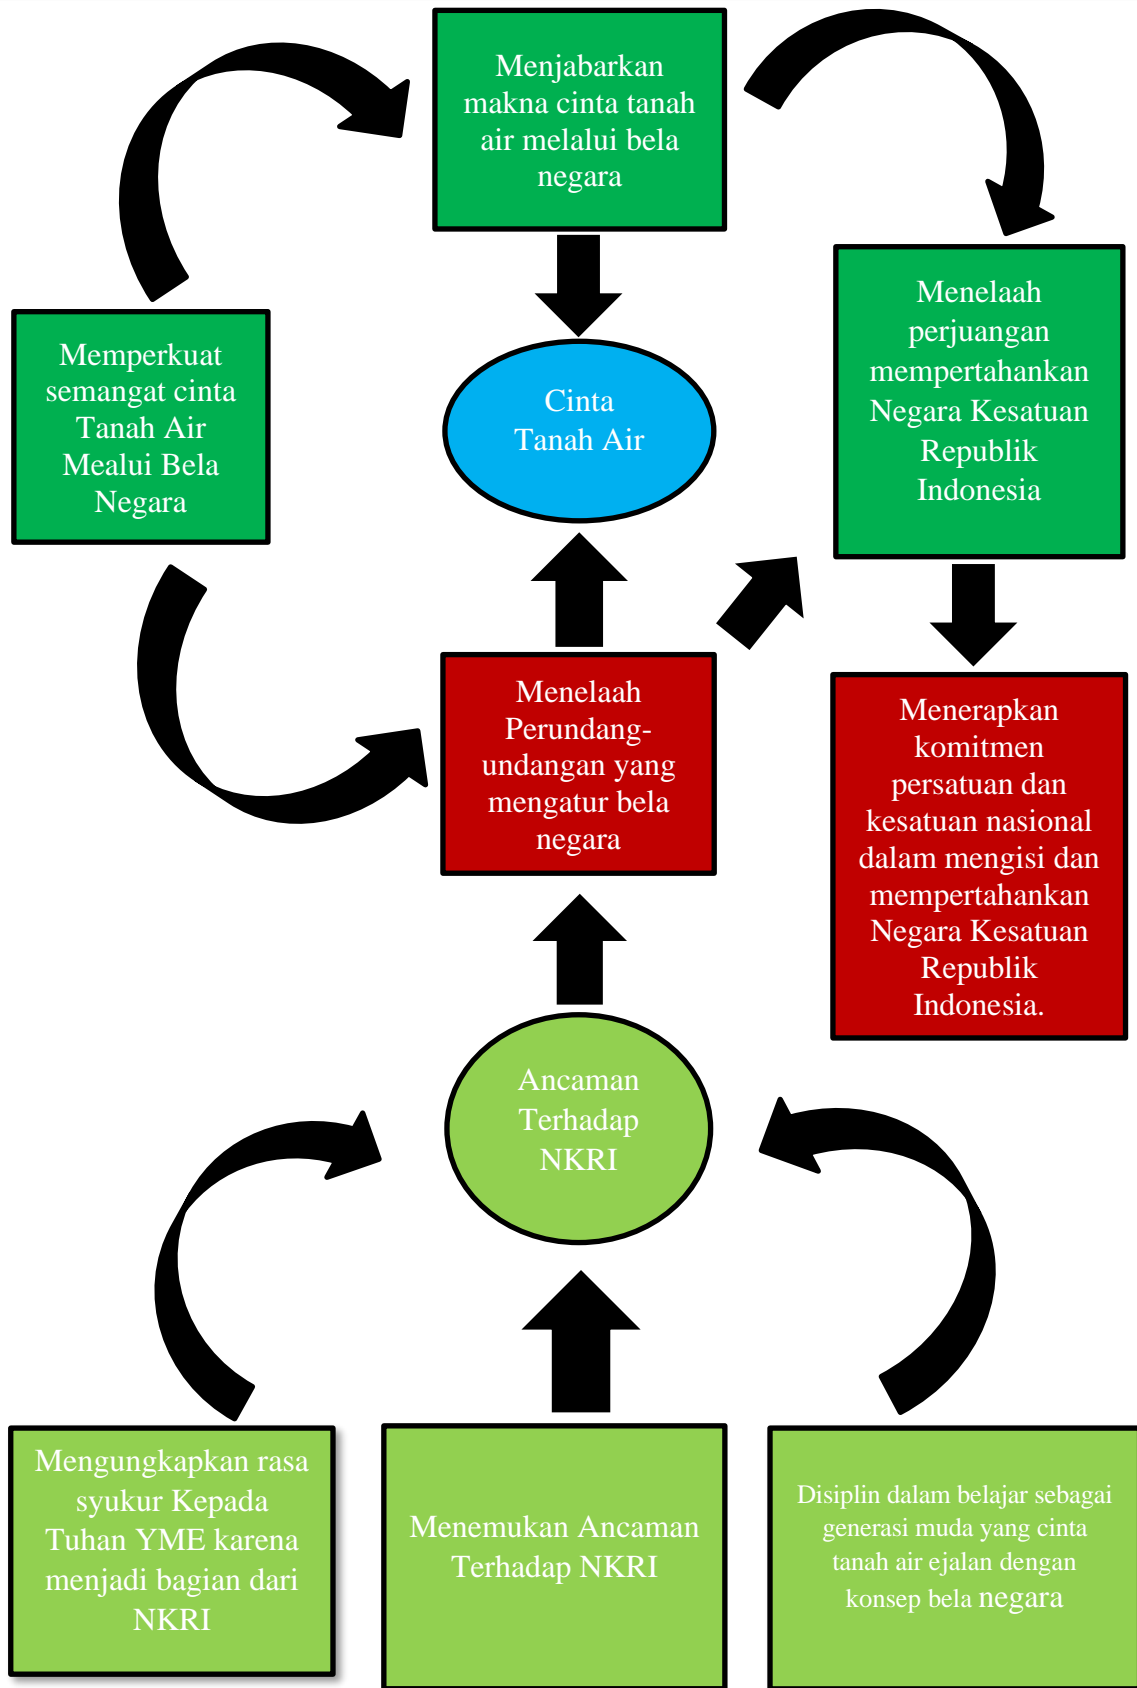 Menjabarkan
makna cinta tanah
air melalui bela
negara
Memperkuat
semangat cinta
Tanah Air
Mealui Bela
Negara
Cinta
Tanah Air
Menelaah
perjuangan
mempertahankan
Negara Kesatuan
Republik
Indonesia
Menelaah
Perundang-
undangan yang
mengatur bela
negara
Menerapkan
komitmen
persatuan dan
kesatuan nasional
dalam mengisi dan
mempertahankan
Negara Kesatuan
Republik
Indonesia.
Ancaman
Terhadap
NKRI
Mengungkapkan rasa
syukur Kepada
Tuhan YME karena
menjadi bagian dari
NKRI
Menemukan Ancaman
Terhadap NKRI
Disiplin dalam belajar sebagai
generasi muda yang cinta
tanah air ejalan dengan
konsep bela negara